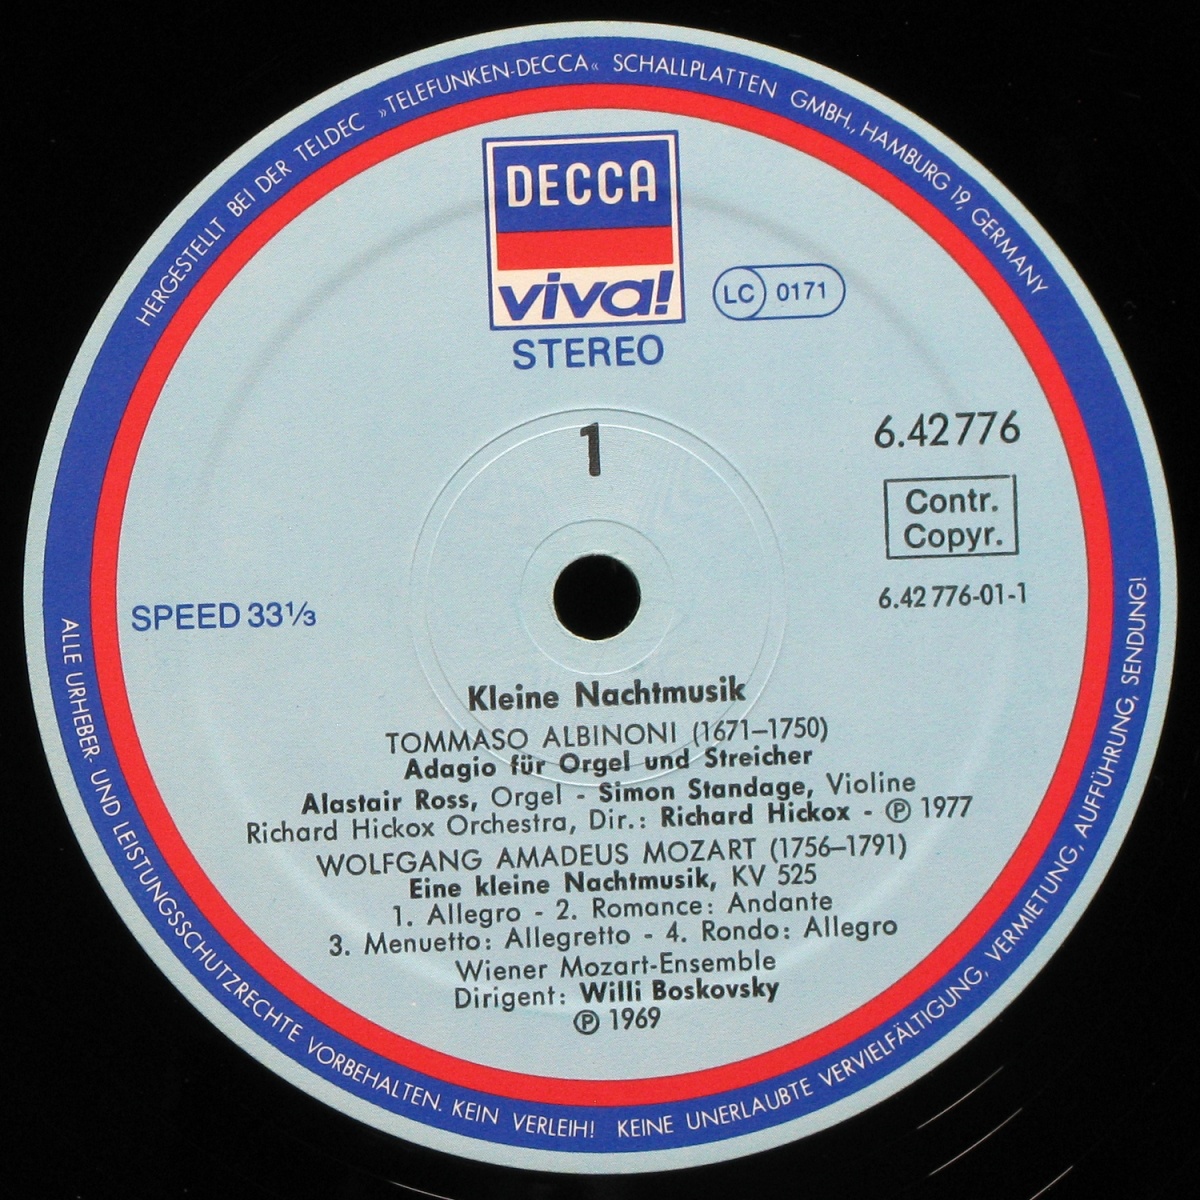 HERGESTELLT BEI DER TELDEC »TELEFUNKEN-DECCA« SCHALLPLATTEN GMBH., HAMBURG 19, GERMANY
DECCA
viva!
LC 0171
STEREO
1
6.42776
Contr.
Copyr.
SPEED 33⅓
6.42 776-01-1
Kleine Nachtmusik
TOMMASO ALBINONI (1671–1750)
Adagio für Orgel und Streicher
Alastair Ross, Orgel - Simon Standage, Violine
Richard Hickox Orchestra, Dir.: Richard Hickox - ℗ 1977
WOLFGANG AMADEUS MOZART (1756–1791)
Eine kleine Nachtmusik, KV 525
1. Allegro - 2. Romance: Andante
3. Menuetto: Allegretto - 4. Rondo: Allegro
Wiener Mozart-Ensemble
Dirigent: Willi Boskovsky
℗ 1969
ALLE URHEBER- UND LEISTUNGSSCHUTZRECHTE VORBEHALTEN. KEIN VERLEIH! KEINE UNERLAUBTE VERVIELFÄLTIGUNG, VERMIETUNG, AUFFÜHRUNG, SENDUNG!